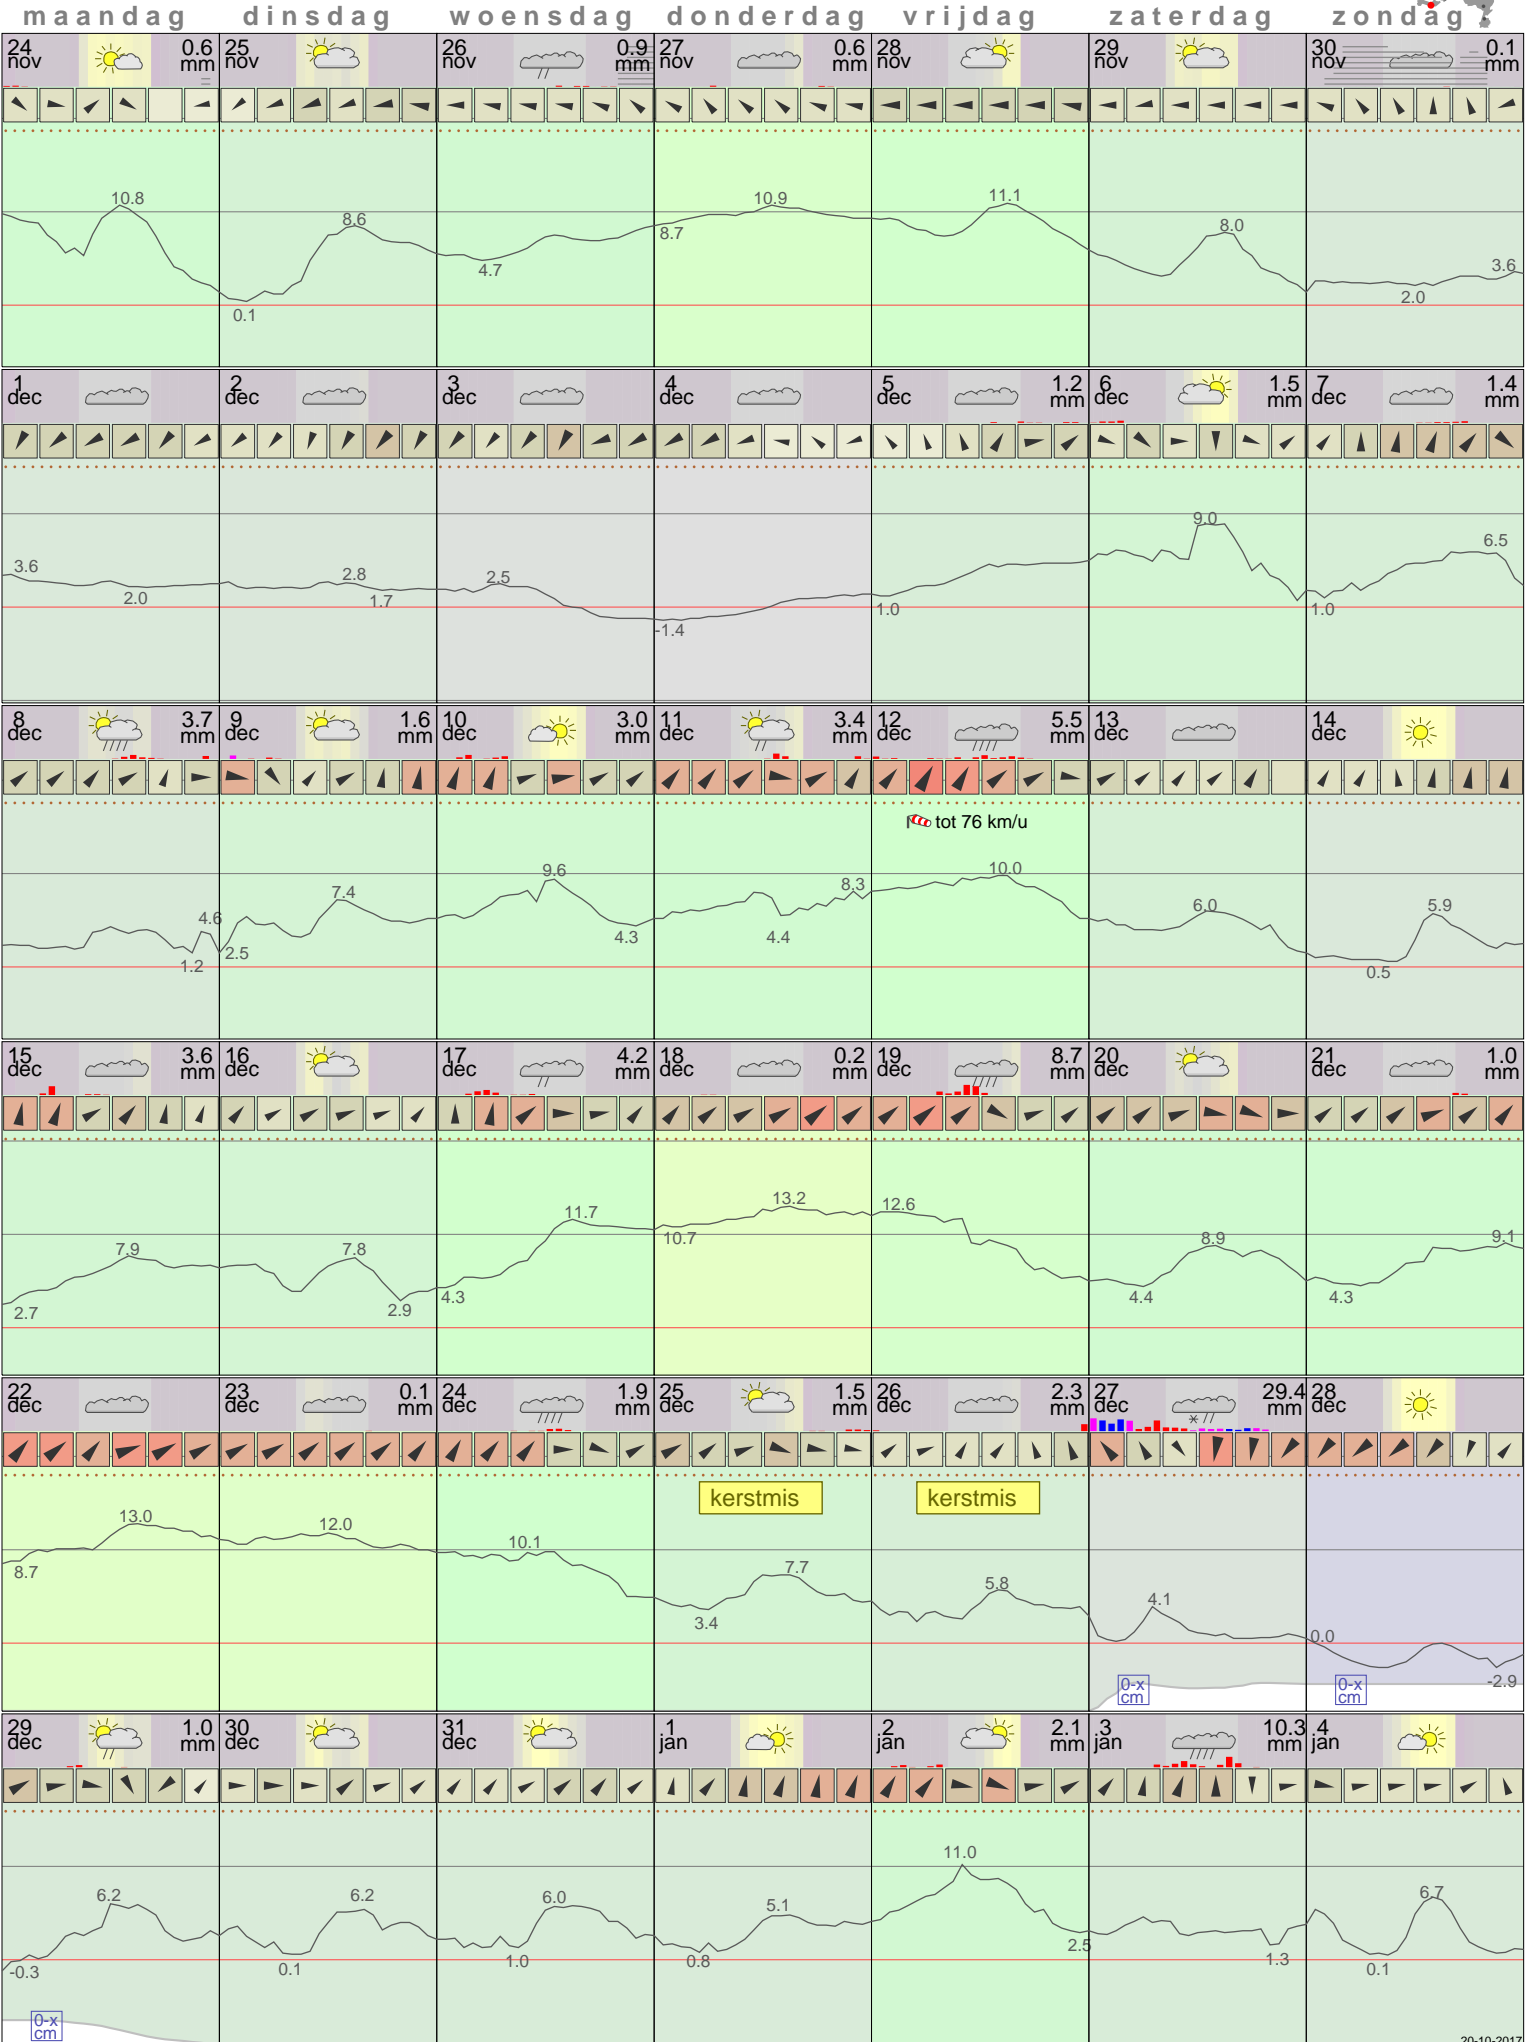 maandag dinsdag woensdag donderdag vrijdag zaterdag zondag
24 nov 0.6 mm 25 nov 26 nov 0.9 mm 27 nov 0.6 mm 28 nov 29 nov 30 nov 0.1 mm
10.8 0.1 8.6 4.7 8.7 10.9 11.1 8.0 2.0 3.6
1 dec 2 dec 3 dec 4 dec 5 dec 1.2 mm 6 dec 1.5 mm 7 dec 1.4 mm
3.6 2.0 2.8 1.7 2.5 -1.4 1.0 9.0 1.0 6.5
8 dec 3.7 mm 9 dec 1.6 mm 10 dec 3.0 mm 11 dec 3.4 mm 12 dec 5.5 mm 13 dec 14 dec
tot 76 km/u
1.2 4.6 2.5 7.4 9.6 4.3 4.4 8.3 10.0 6.0 0.5 5.9
15 dec 3.6 mm 16 dec 17 dec 4.2 mm 18 dec 0.2 mm 19 dec 8.7 mm 20 dec 21 dec 1.0 mm
2.7 7.9 7.8 2.9 4.3 11.7 10.7 13.2 12.6 4.4 8.9 4.3 9.1
22 dec 23 dec 0.1 mm 24 dec 1.9 mm 25 dec 1.5 mm 26 dec 2.3 mm 27 dec 29.4 mm 28 dec
kerstmis kerstmis
8.7 13.0 12.0 10.1 3.4 7.7 5.8 4.1 0.0 -2.9
0-x cm 0-x cm
29 dec 1.0 mm 30 dec 31 dec 1 jan 2 jan 2.1 mm 3 jan 10.3 mm 4 jan
-0.3 6.2 0.1 6.2 1.0 6.0 0.8 5.1 11.0 2.5 1.3 0.1 6.7
0-x cm
20-10-2017